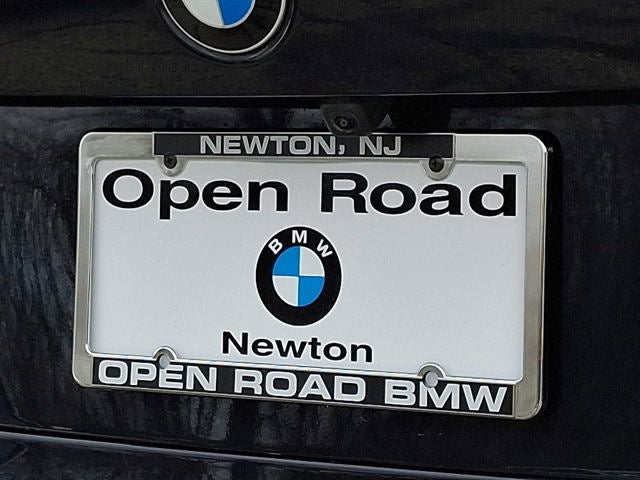 NEWTON, NJ
Open Road
BMW
Newton
OPEN ROAD BMW